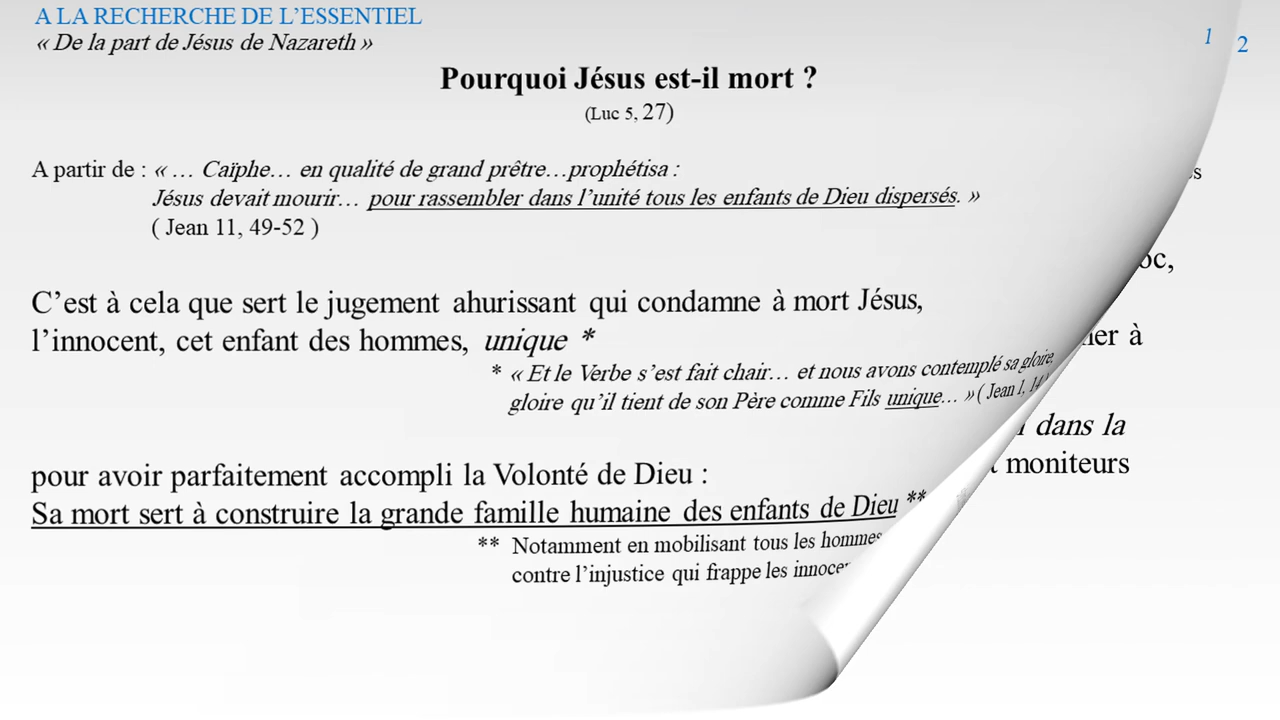 A LA RECHERCHE DE L’ESSENTIEL
« De la part de Jésus de Nazareth »
1 2
Pourquoi Jésus est-il mort ?
(Luc 5, 27)
A partir de : « … Caïphe… en qualité de grand prêtre…prophétisa :
Jésus devait mourir… pour rassembler dans l’unité tous les enfants de Dieu dispersés. »
( Jean 11, 49-52 )
C’est à cela que sert le jugement ahurissant qui condamne à mort Jésus,
l’innocent, cet enfant des hommes, unique *
à
* « Et le Verbe s’est fait chair… et nous avons contemplé sa gloire,
gloire qu’il tient de son Père comme Fils unique… » ( Jean 1, 14
dans la
moniteurs
pour avoir parfaitement accompli la Volonté de Dieu :
Sa mort sert à construire la grande famille humaine des enfants de Dieu **
** Notamment en mobilisant tous les hommes
contre l’injustice qui frappe les